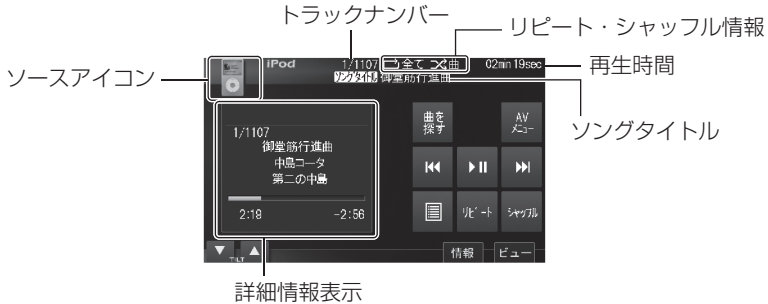 トラックナンバー
リピート・シャッフル情報
ソースアイコン
iPod 1/1107 全て 曲 02min19sec
再生時間
ソングタイトル 御堂筋行進曲
ソングタイトル
曲を探す
AVメニュー
1/1107
御堂筋行進曲
中島コータ
第二の中島
2:19 -2:56
リピート シャッフル
TILT
情報 ビュー
詳細情報表示